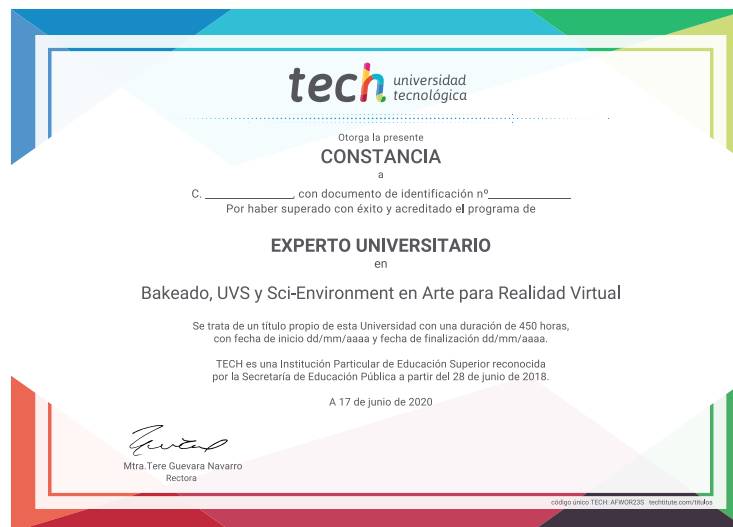 tech universidad
tecnológica
Otorga la presente
CONSTANCIA
a
C. ______________, con documento de identificación nº_____________
Por haber superado con éxito y acreditado el programa de
EXPERTO UNIVERSITARIO
en
Bakeado, UVS y Sci-Environment en Arte para Realidad Virtual
Se trata de un título propio de esta Universidad con una duración de 450 horas,
con fecha de inicio dd/mm/aaaa y fecha de finalización dd/mm/aaaa.
TECH es una Institución Particular de Educación Superior reconocida
por la Secretaría de Educación Pública a partir del 28 de junio de 2018.
A 17 de junio de 2020
Mtra.Tere Guevara Navarro
Rectora
código único TECH: AFWOR23S techtitute.com/titulos